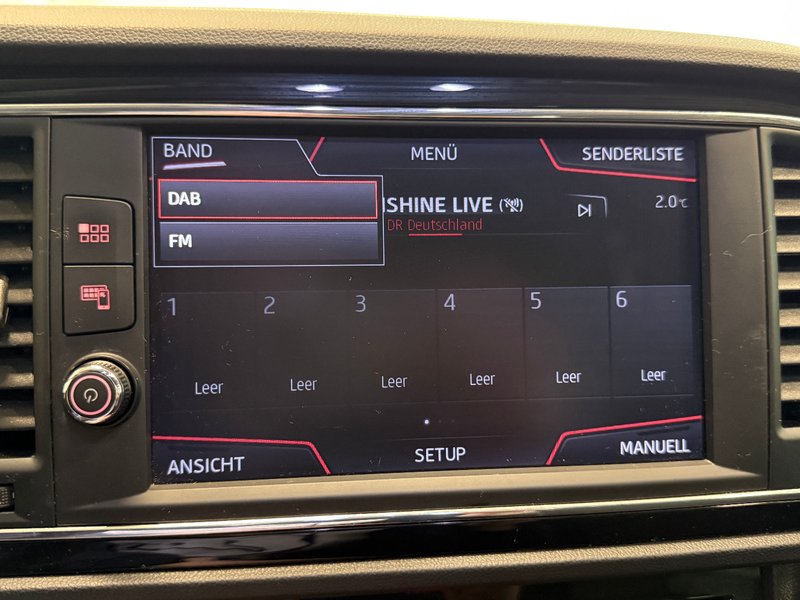 BAND
MENÜ
SENDERLISTE
DAB
SHINE LIVE
2.0°C
FM
DR Deutschland
1 2 3 4 5 6
Leer Leer Leer Leer Leer Leer
ANSICHT
SETUP
MANUELL